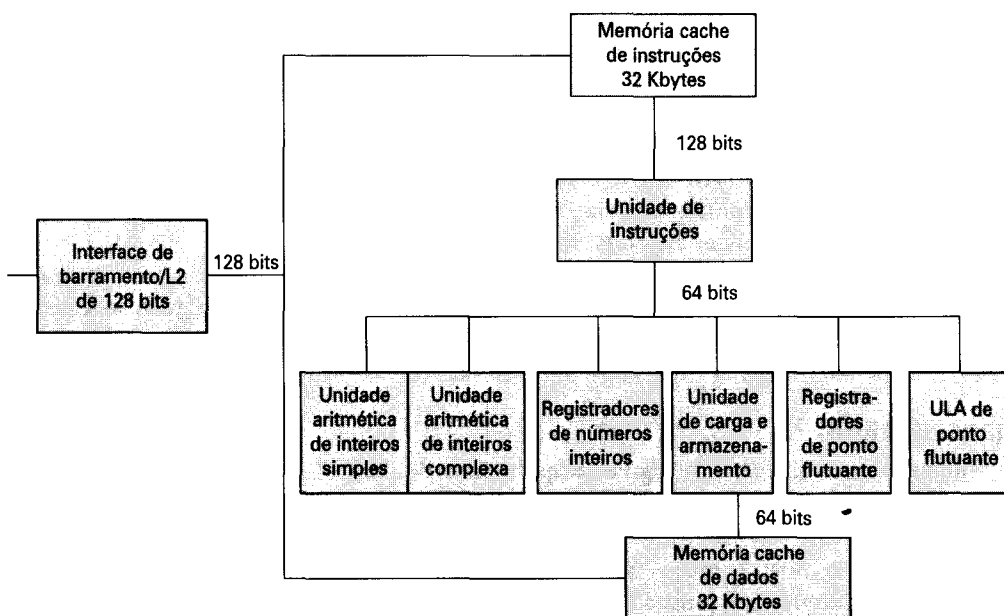 Memória cache
de instruções
32 Kbytes
128 bits
Unidade de
instruções
Interface de
barramento/L2
de 128 bits
128 bits
64 bits
Unidade
aritmética
de inteiros
simples
Unidade
aritmética
de inteiros
complexa
Registradores
de números
inteiros
Unidade
de carga e
armazena-
mento
Registra-
dores
de ponto
flutuante
ULA de
ponto
flutuante
64 bits
Memória cache
de dados
32 Kbytes